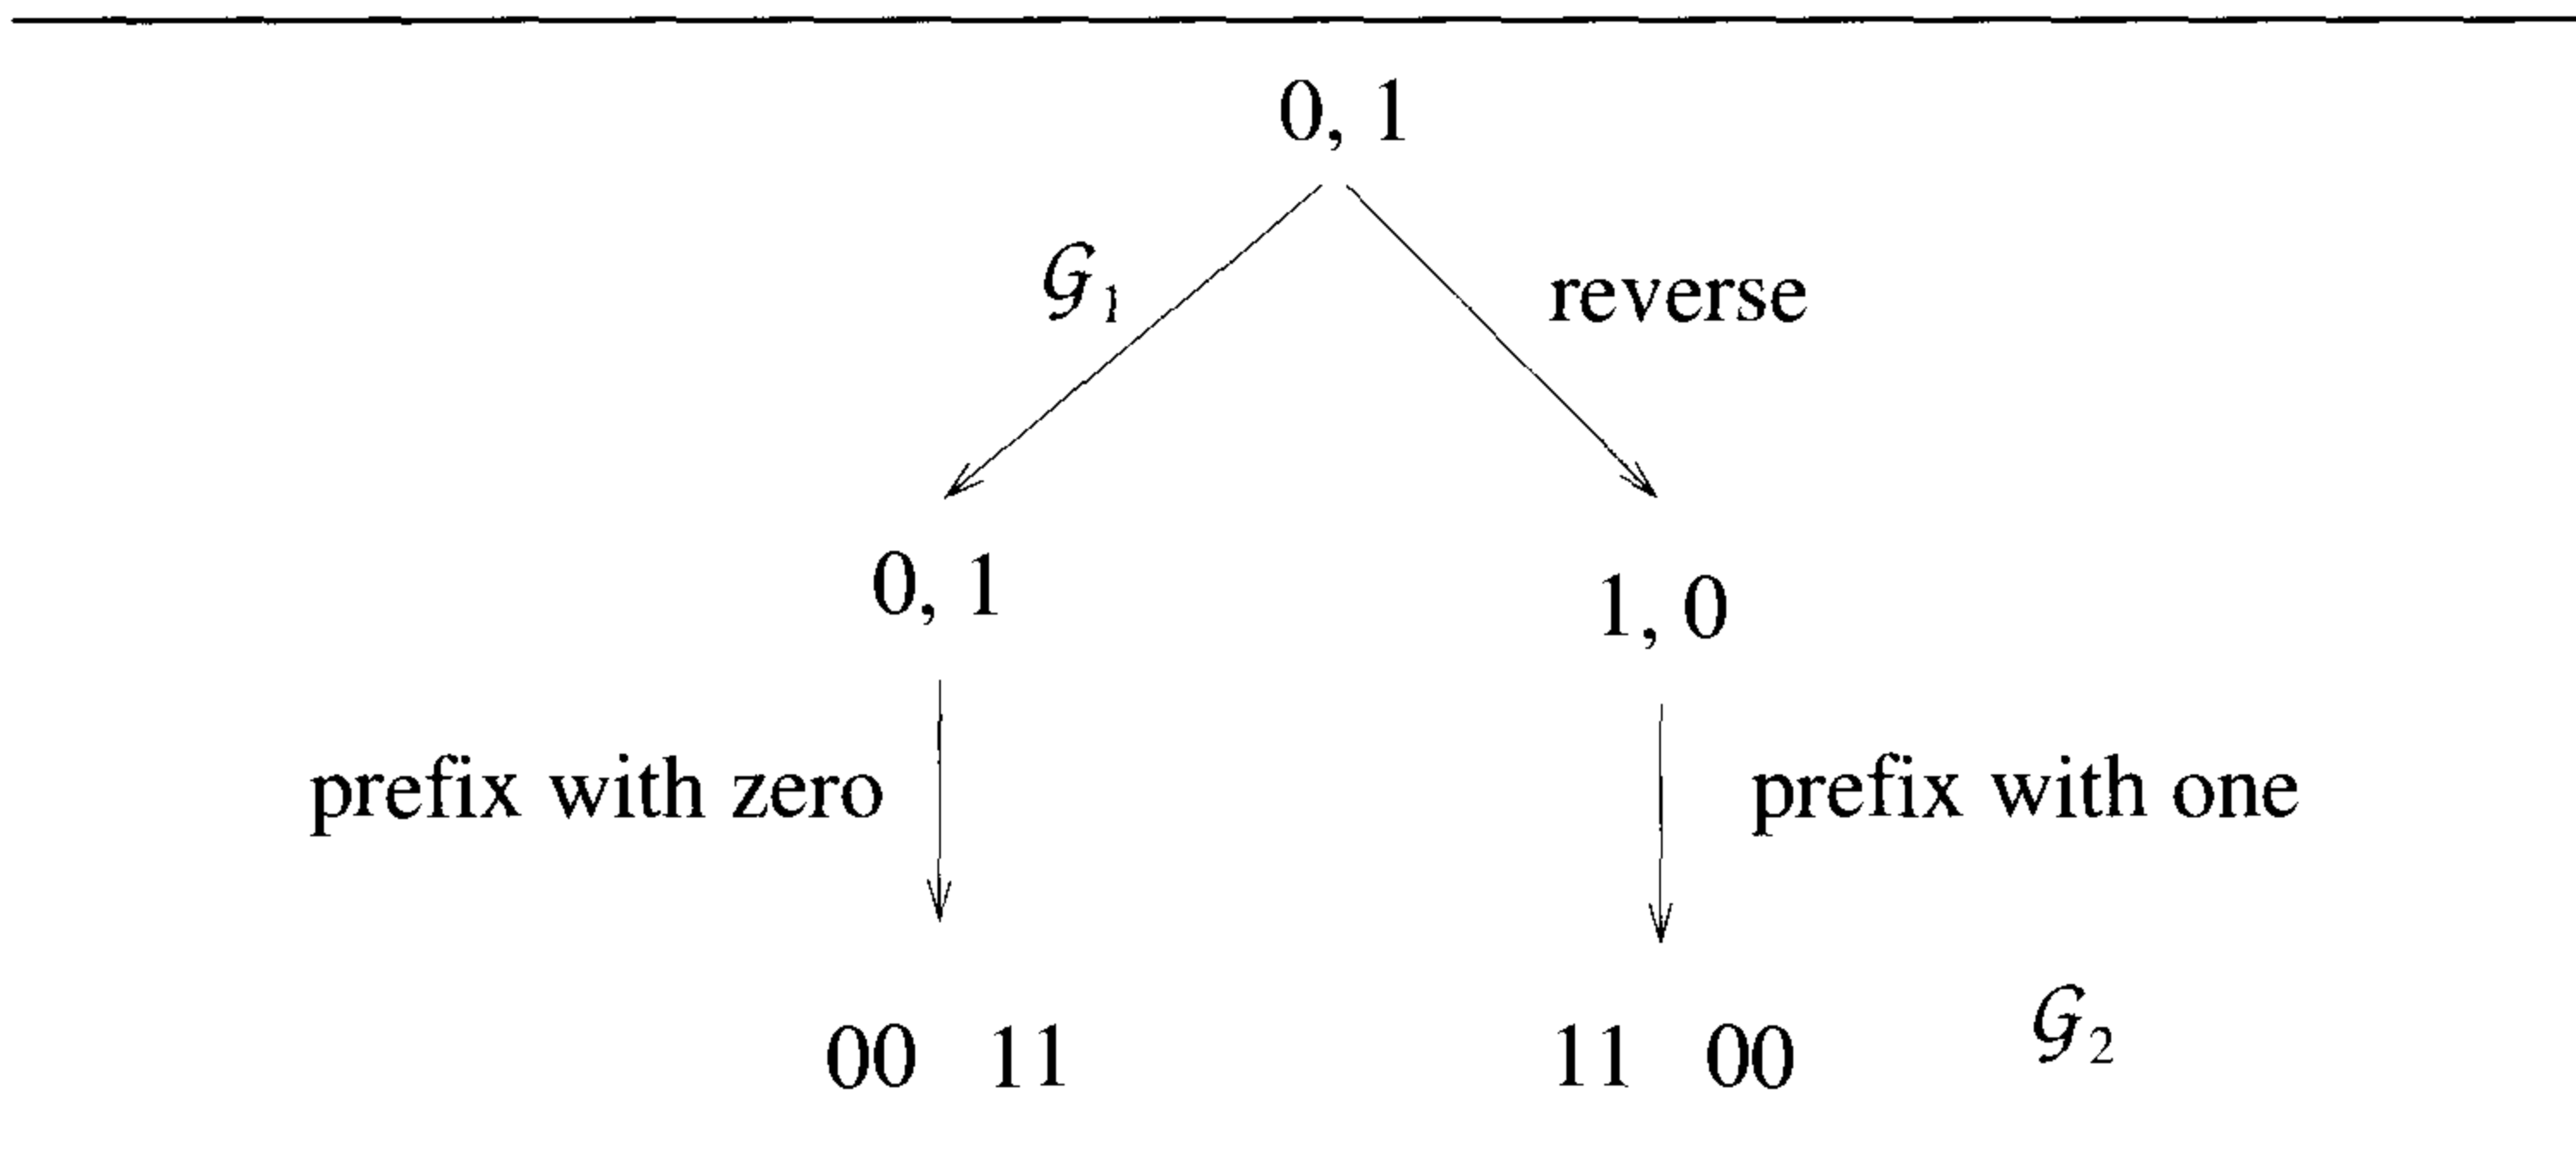 0, 1
𝒢₁ reverse
0, 1 1, 0
prefix with zero prefix with one
00 11 11 00 𝒢₂